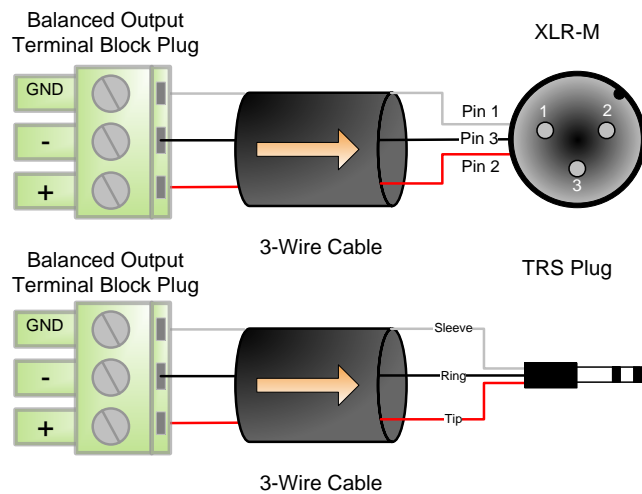 Balanced Output
Terminal Block Plug
XLR-M
GND
-
+
Pin 1
Pin 3
Pin 2
1
2
3
3-Wire Cable
Balanced Output
Terminal Block Plug
TRS Plug
GND
-
+
Sleeve
Ring
Tip
3-Wire Cable